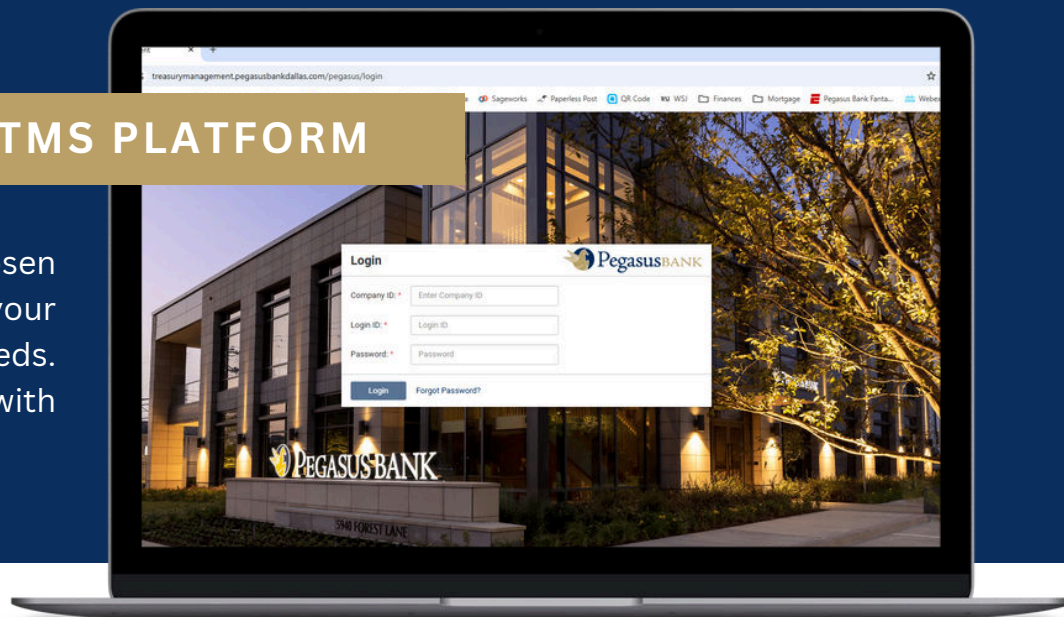 treasurymanagement.pegasusbankdallas.com/pegasus/login
Sageworks Paperless Post QR Code WSJ Finances Mortgage Pegasus Bank Fanta... Webex
TMS PLATFORM
sen
your
eds.
with
Login
PegasusBANK
Company ID: * Enter Company ID
Login ID: * Login ID
Password: * Password
Login Forgot Password?
PEGASUS BANK
5940 FOREST LANE